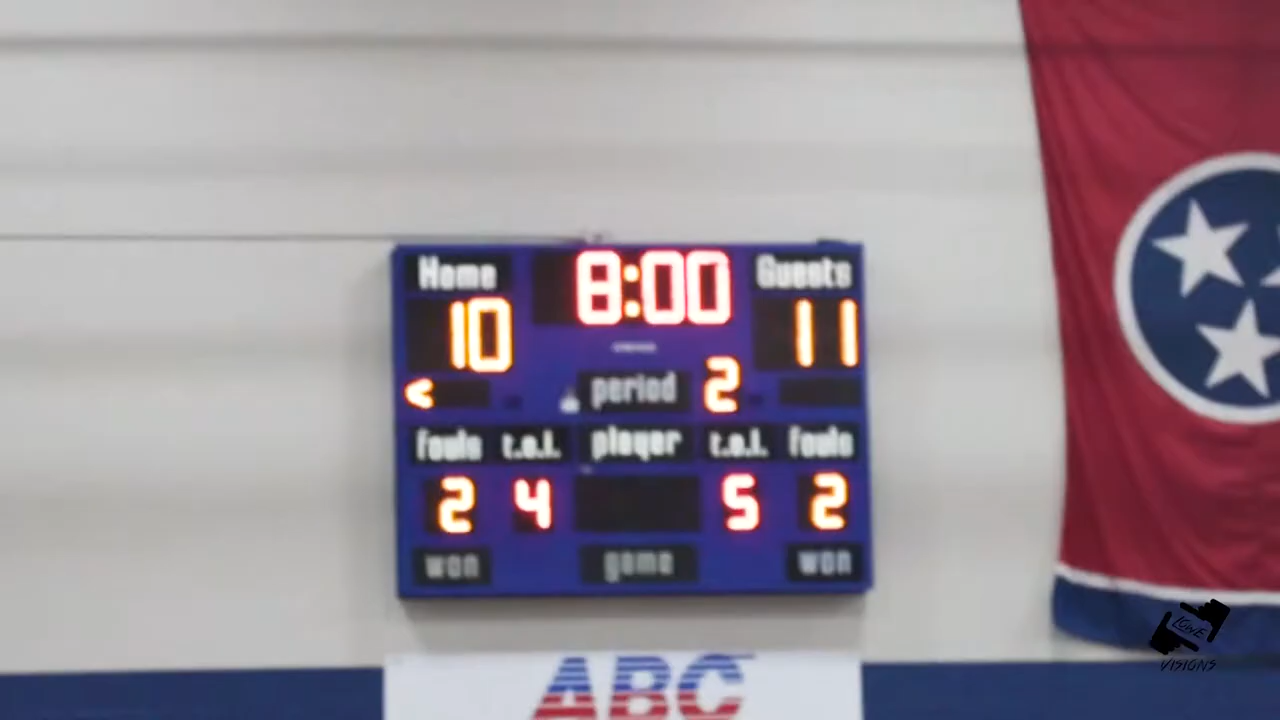 Home 8:00 Guests
10 11
< period 2
fouls t.o.l. player t.o.l. fouls
2 4 5 2
won game won
ABC
LOWE
VISIONS